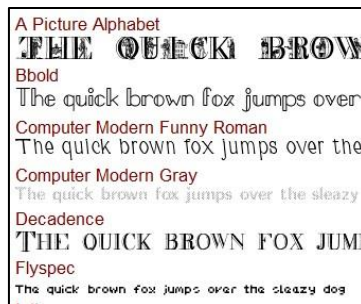 A Picture Alphabet
THE QUICK BROW
Bbold
The quick brown fox jumps over
Computer Modern Funny Roman
The quick brown fox jumps over the
Computer Modern Gray
The quick brown fox jumps over the sleazy
Decadence
THE QUICK BROWN FOX JUM
Flyspec
The quick brown fox jumps over the sleazy dog